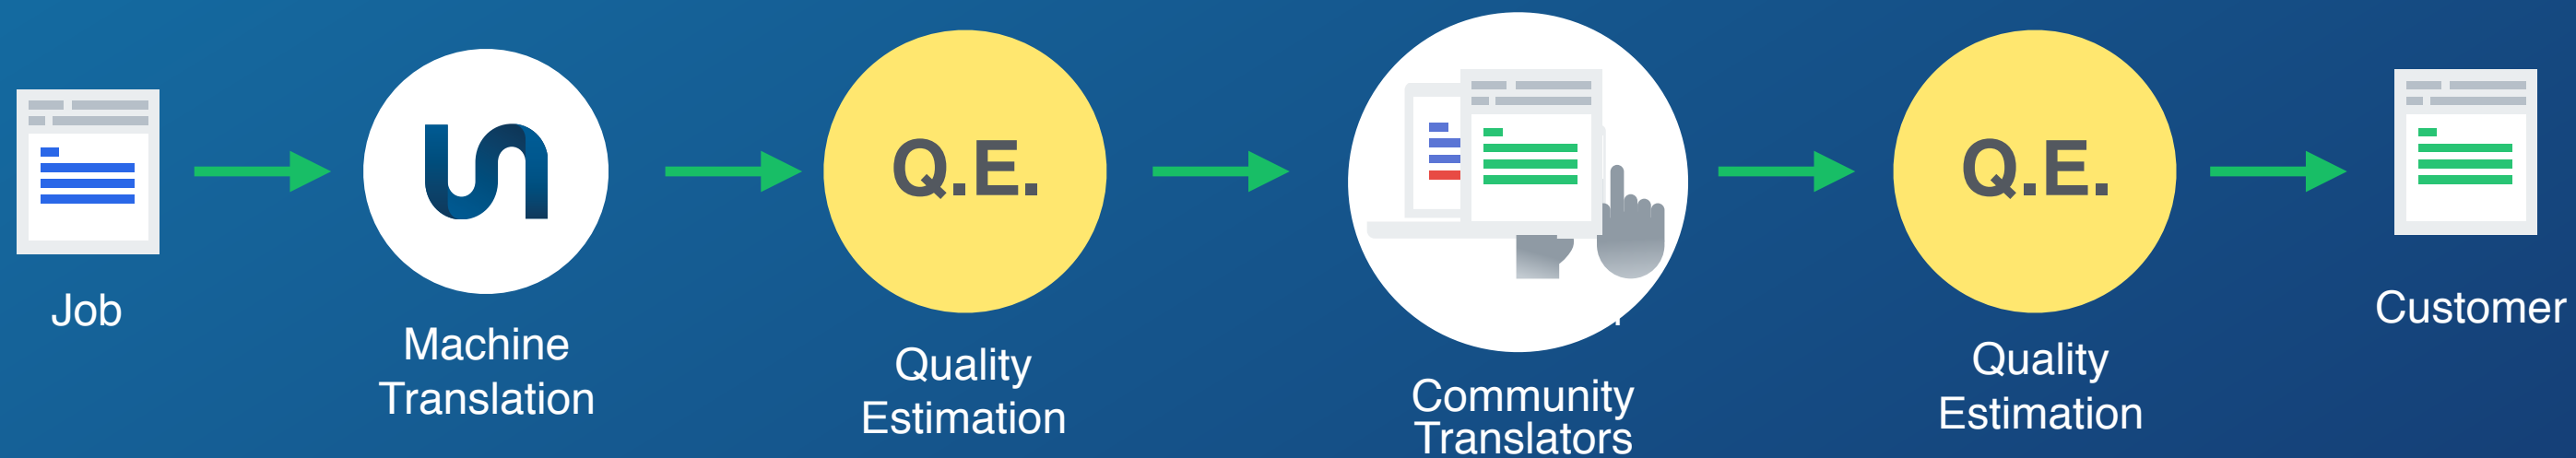 Job
Machine
Translation
Q.E.
Quality
Estimation
Community
Translators
Q.E.
Quality
Estimation
Customer